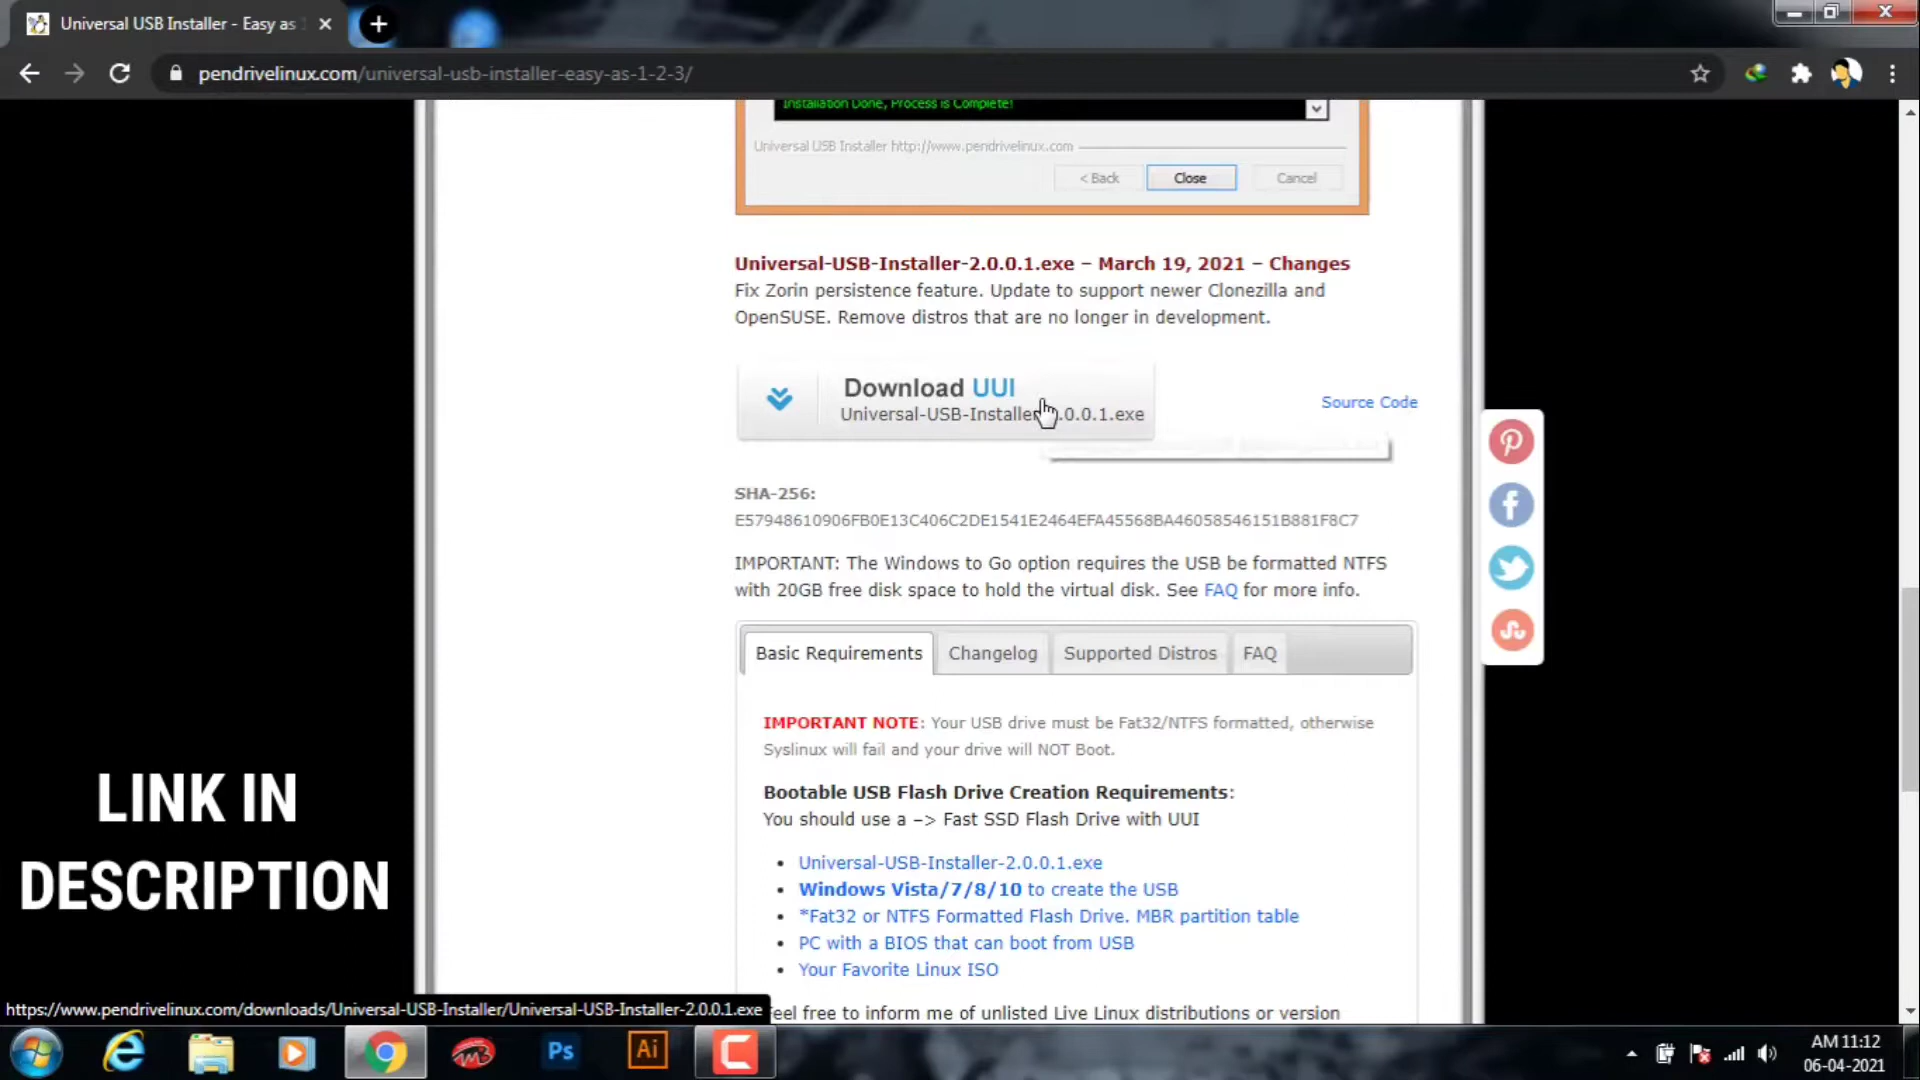 Universal USB Installer - Easy as 1
pendrivelinux.com/universal-usb-installer-easy-as-1-2-3/
Installation Done, Process is Complete!
Universal USB Installer http://www.pendrivelinux.com
< Back Close Cancel
Universal-USB-Installer-2.0.0.1.exe – March 19, 2021 – Changes
Fix Zorin persistence feature. Update to support newer Clonezilla and
OpenSUSE. Remove distros that are no longer in development.
Download UUI
Universal-USB-Installer .0.0.1.exe
Source Code
SHA-256:
E57948610906FB0E13C406C2DE1541E2464EFA45568BA46058546151B881F8C7
IMPORTANT: The Windows to Go option requires the USB be formatted NTFS
with 20GB free disk space to hold the virtual disk. See FAQ for more info.
Basic Requirements Changelog Supported Distros FAQ
IMPORTANT NOTE: Your USB drive must be Fat32/NTFS formatted, otherwise
Syslinux will fail and your drive will NOT Boot.
Bootable USB Flash Drive Creation Requirements:
You should use a –> Fast SSD Flash Drive with UUI
• Universal-USB-Installer-2.0.0.1.exe
• Windows Vista/7/8/10 to create the USB
• *Fat32 or NTFS Formatted Flash Drive. MBR partition table
• PC with a BIOS that can boot from USB
• Your Favorite Linux ISO
eel free to inform me of unlisted Live Linux distributions or version
LINK IN
DESCRIPTION
https://www.pendrivelinux.com/downloads/Universal-USB-Installer/Universal-USB-Installer-2.0.0.1.exe
Ps
Ai
AM 11:12
06-04-2021